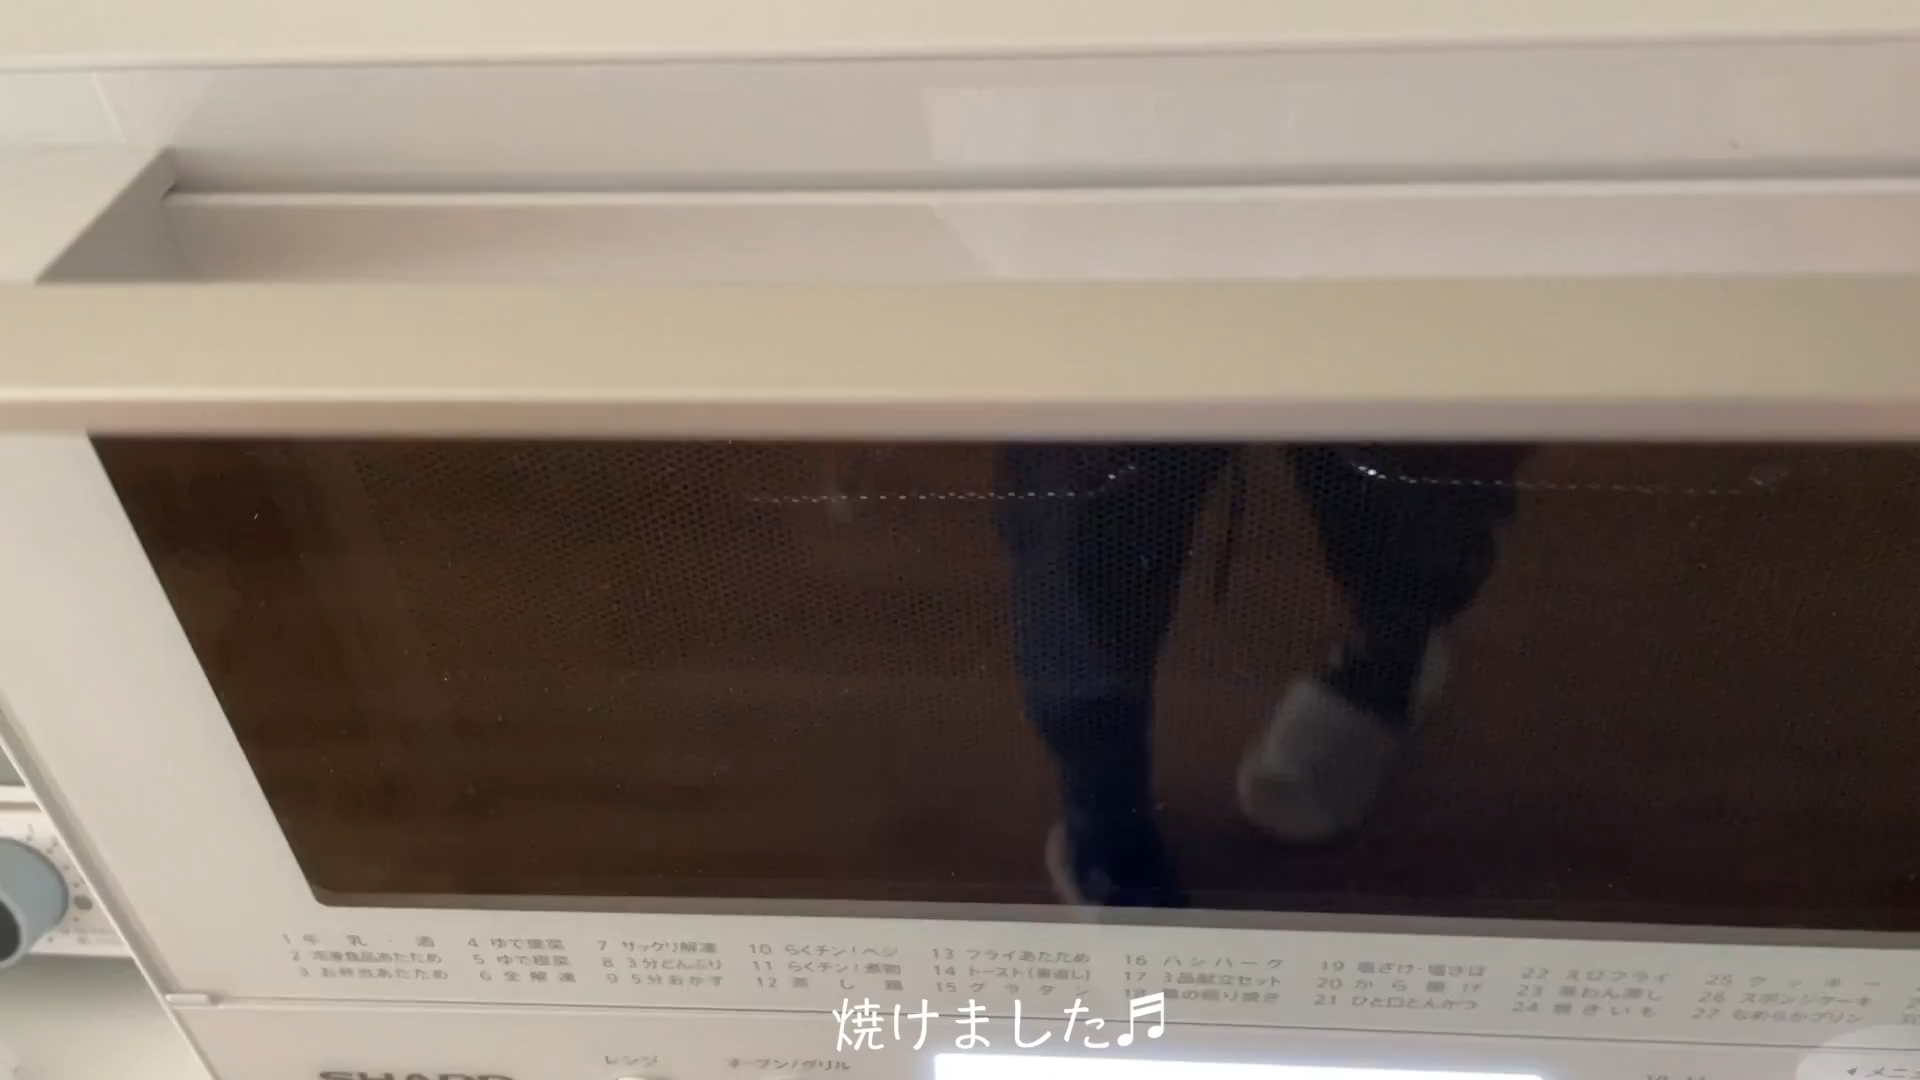 1 牛乳・酒 4 ゆで葉菜 7 サックリ解凍 10 らくチン!ベジ 13 フライあたため 16 ハンバーグ 19 塩ざけ・塩さば 22 えびフライ 25 クッキー
2 冷凍食品あたため 5 ゆで根菜 8 3分どんぶり 11 らくチン!煮物 14 トースト(裏返し) 17 3品献立セット 20 から揚げ 23 茶わん蒸し 26 スポンジケーキ
3 お弁当あたため 6 全解凍 9 5分おかず 12 蒸し鶏 15 グラタン 18 の照り焼き 21 ひと口とんかつ 24 焼きいも 27 なめらかプリン
焼けました♬
レンジ オーブン/グリル
SHARP